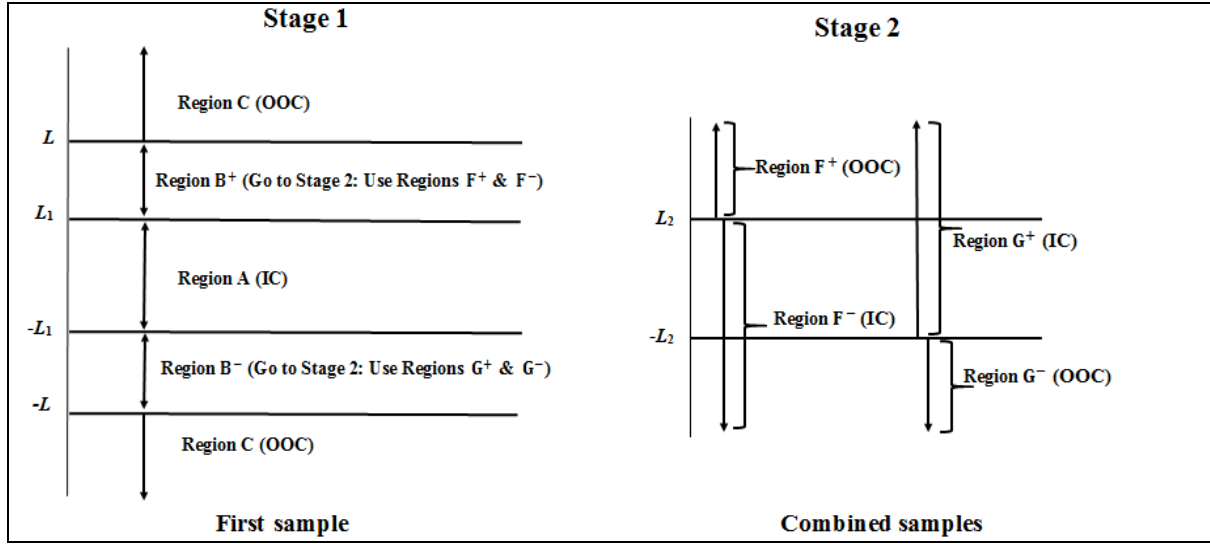 Stage 1
Region C (OOC)
L
Region B⁺ (Go to Stage 2: Use Regions F⁺ & F⁻)
L₁
Region A (IC)
-L₁
Region B⁻ (Go to Stage 2: Use Regions G⁺ & G⁻)
-L
Region C (OOC)
First sample
Stage 2
Region F⁺ (OOC)
L₂
Region G⁺ (IC)
Region F⁻ (IC)
-L₂
Region G⁻ (OOC)
Combined samples